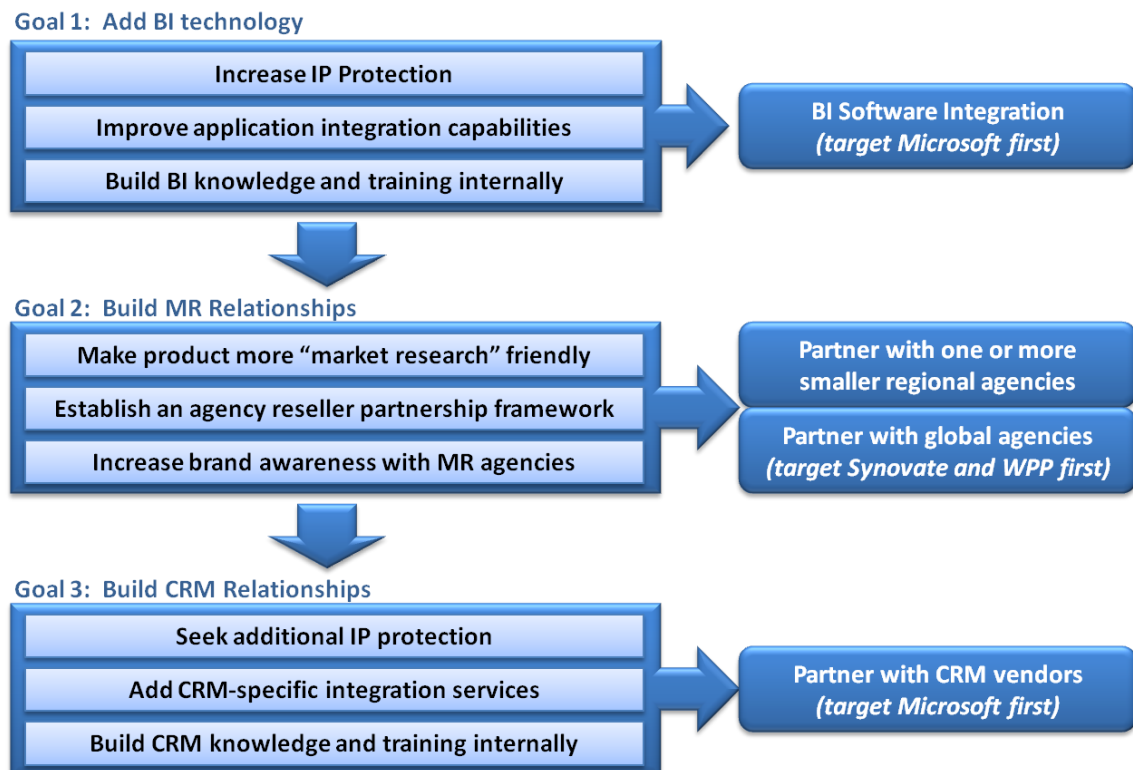 Goal 1:  Add BI technology
Increase IP Protection
Improve application integration capabilities
Build BI knowledge and training internally
BI Software Integration
(target Microsoft first)
Goal 2:  Build MR Relationships
Make product more “market research” friendly
Establish an agency reseller partnership framework
Increase brand awareness with MR agencies
Partner with one or more
smaller regional agencies
Partner with global agencies
(target Synovate and WPP first)
Goal 3:  Build CRM Relationships
Seek additional IP protection
Add CRM-specific integration services
Build CRM knowledge and training internally
Partner with CRM vendors
(target Microsoft first)